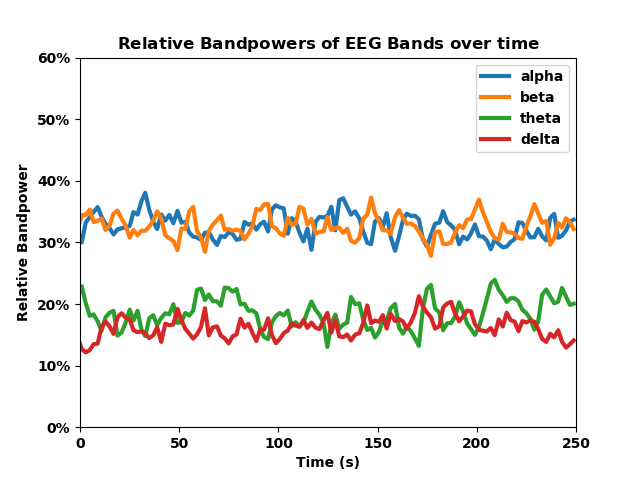 Relative Bandpowers of EEG Bands over time
60%
50%
40%
30%
20%
10%
0%
Relative Bandpower
alpha
beta
theta
delta
0 50 100 150 200 250
Time (s)